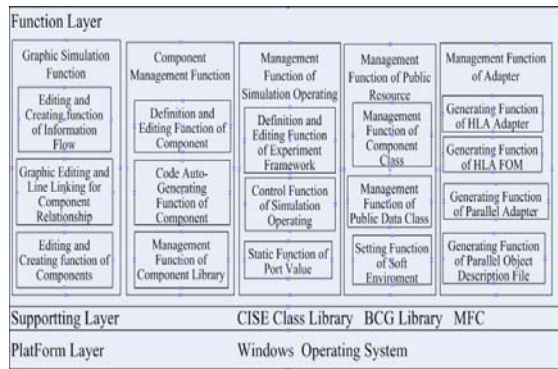 Function Layer
Graphic Simulation
Function
Editing and
Creating function
of Information
Flow
Graphic Editing and
Line Linking for
Component
Relationship
Editing and
Creating function of
Components
Component
Management Function
Definition and
Editing Function of
Component
Code Auto-
Generating
Function of
Component
Management
Function of
Component Library
Management
Function of
Simulation Operating
Definition and
Editing Function
of Experiment
Framework
Control Function
of Simulation
Operating
Static Function of
Port Value
Management
Function of Public
Resource
Management
Function of
Component
Class
Management
Function of
Public Data Class
Setting Function
of Soft
Enviroment
Management Function
of Adapter
Generating Function
of HLA Adapter
Generating Function
of HLA FOM
Generating Function
of Parallel Adapter
Generating Function
of Parallel Object
Description File
Supportting Layer
CISE Class Library BCG Library MFC
PlatForm Layer
Windows Operating System